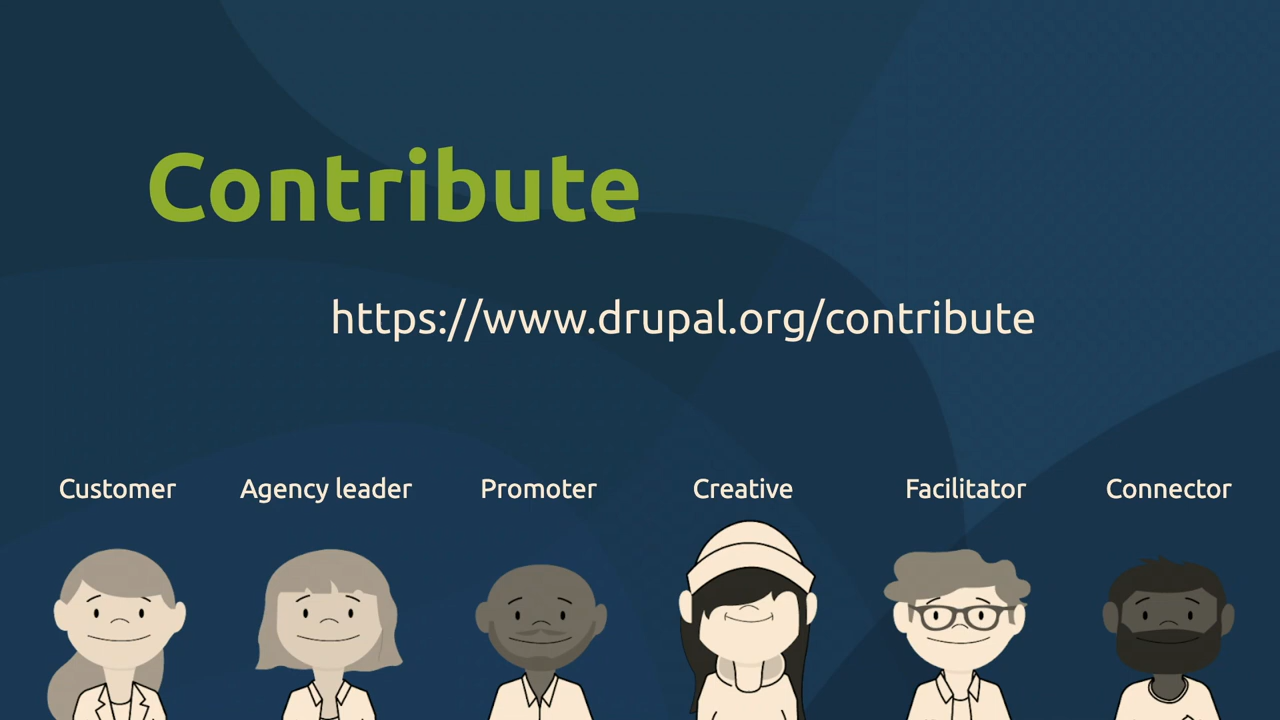 Contribute
https://www.drupal.org/contribute
Customer Agency leader Promoter Creative Facilitator Connector